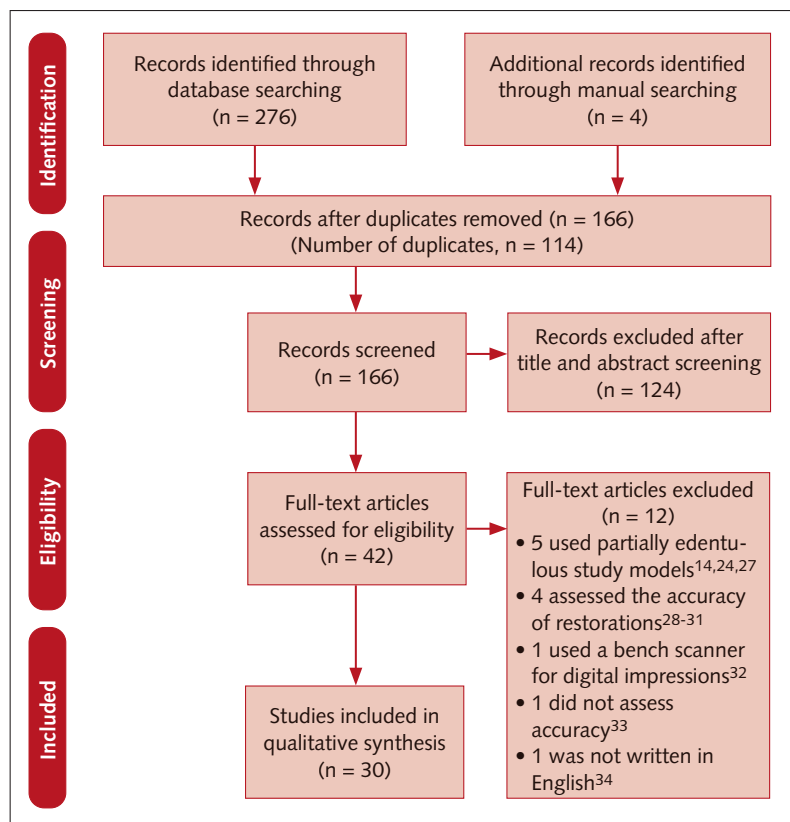 Identification
Records identified through
database searching
(n = 276)
Additional records identified
through manual searching
(n = 4)
Records after duplicates removed (n = 166)
(Number of duplicates, n = 114)
Screening
Records screened
(n = 166)
Records excluded after
title and abstract screening
(n = 124)
Eligibility
Full-text articles
assessed for eligibility
(n = 42)
Full-text articles excluded
(n = 12)
• 5 used partially edentu-
lous study models14,24,27
• 4 assessed the accuracy
of restorations28-31
• 1 used a bench scanner
for digital impressions32
• 1 did not assess
accuracy33
• 1 was not written in
English34
Included
Studies included in
qualitative synthesis
(n = 30)